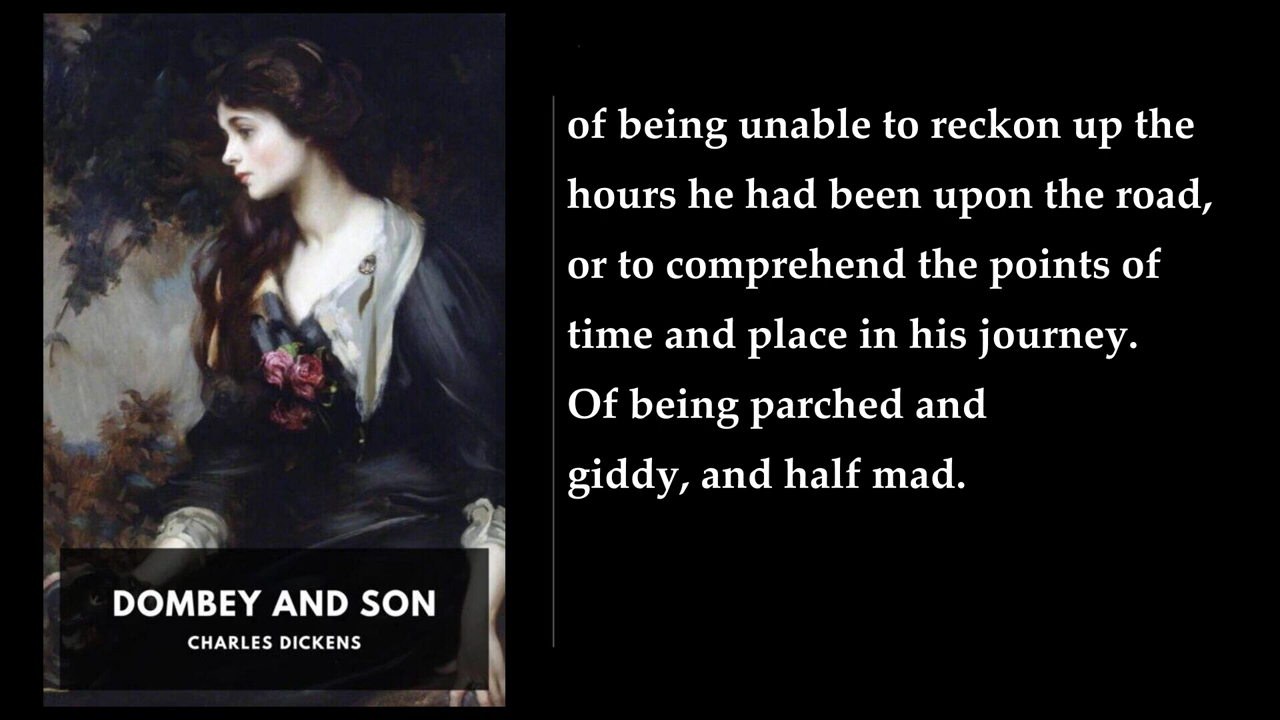 of being unable to reckon up the
hours he had been upon the road,
or to comprehend the points of
time and place in his journey.
Of being parched and
giddy, and half mad.
DOMBEY AND SON
CHARLES DICKENS